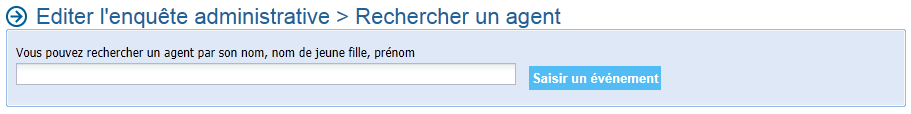 Editer l'enquête administrative > Rechercher un agent
Vous pouvez rechercher un agent par son nom, nom de jeune fille, prénom
Saisir un événement